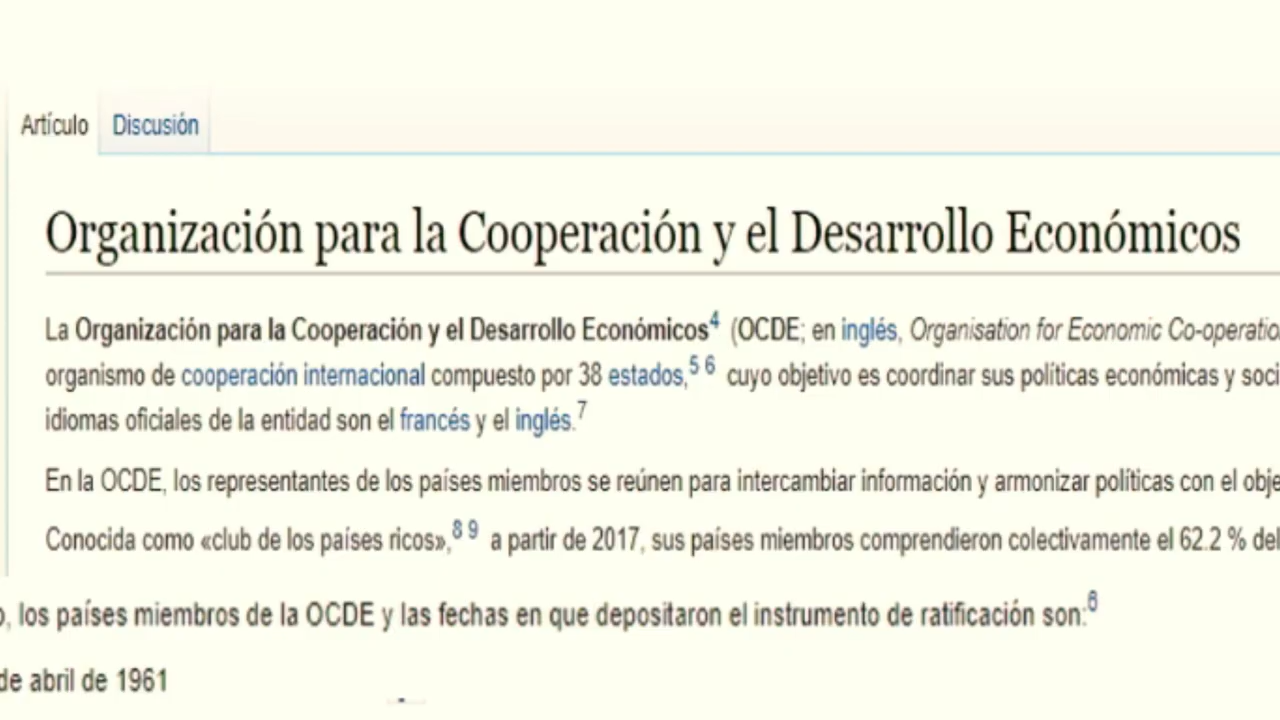 Artículo Discusión
Organización para la Cooperación y el Desarrollo Económicos
La Organización para la Cooperación y el Desarrollo Económicos4 (OCDE; en inglés, Organisation for Economic Co-operatio
organismo de cooperación internacional compuesto por 38 estados,5 6 cuyo objetivo es coordinar sus políticas económicas y soci
idiomas oficiales de la entidad son el francés y el inglés.7
En la OCDE, los representantes de los países miembros se reúnen para intercambiar información y armonizar políticas con el obje
Conocida como «club de los países ricos»,8 9 a partir de 2017, sus países miembros comprendieron colectivamente el 62.2 % del
o, los países miembros de la OCDE y las fechas en que depositaron el instrumento de ratificación son:6
de abril de 1961